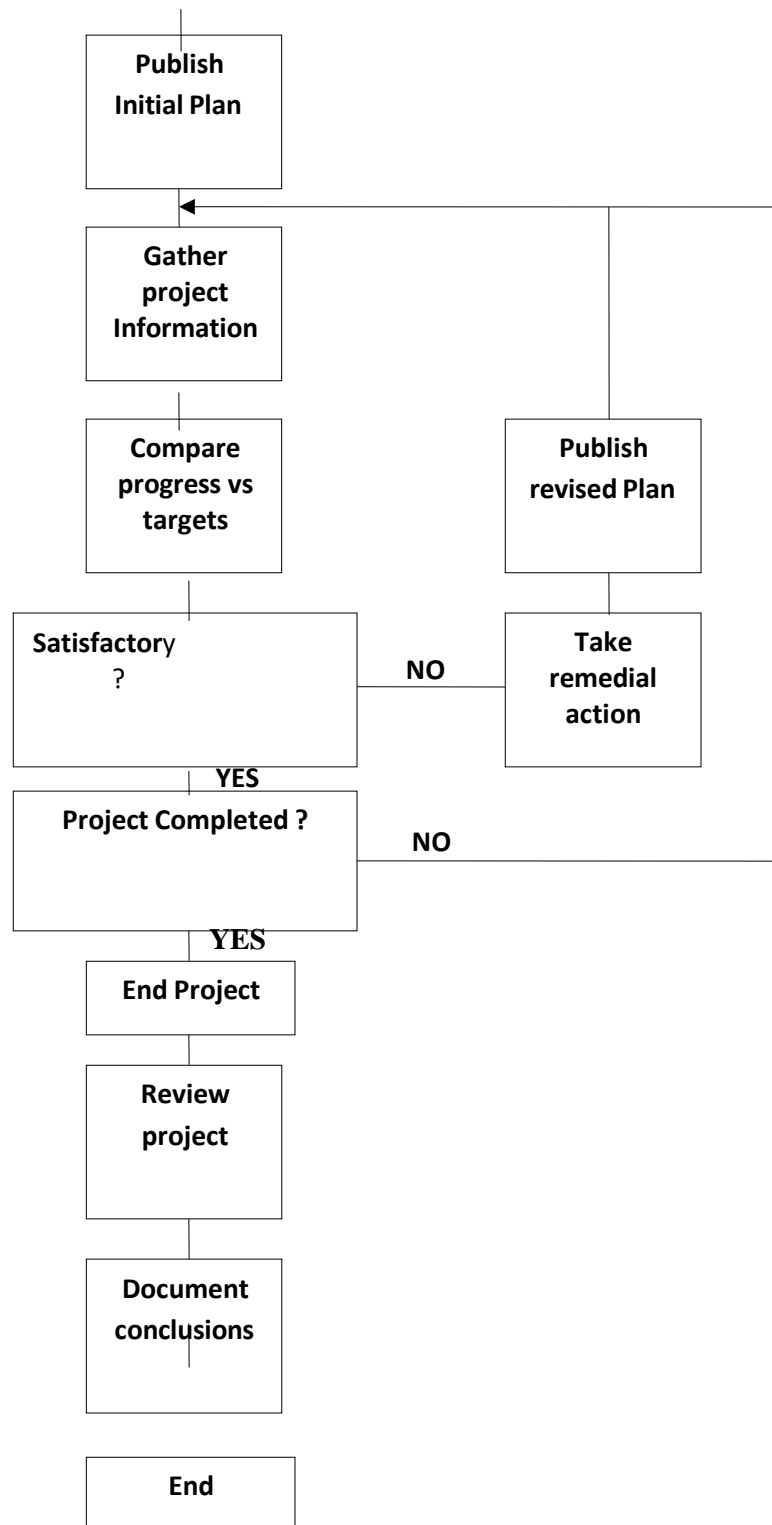 Publish
Initial Plan
Gather
project
Information
Compare
progress vs
targets
Publish
revised Plan
Satisfactory
?
NO
Take
remedial
action
YES
Project Completed ?
NO
YES
End Project
Review
project
Document
conclusions
End